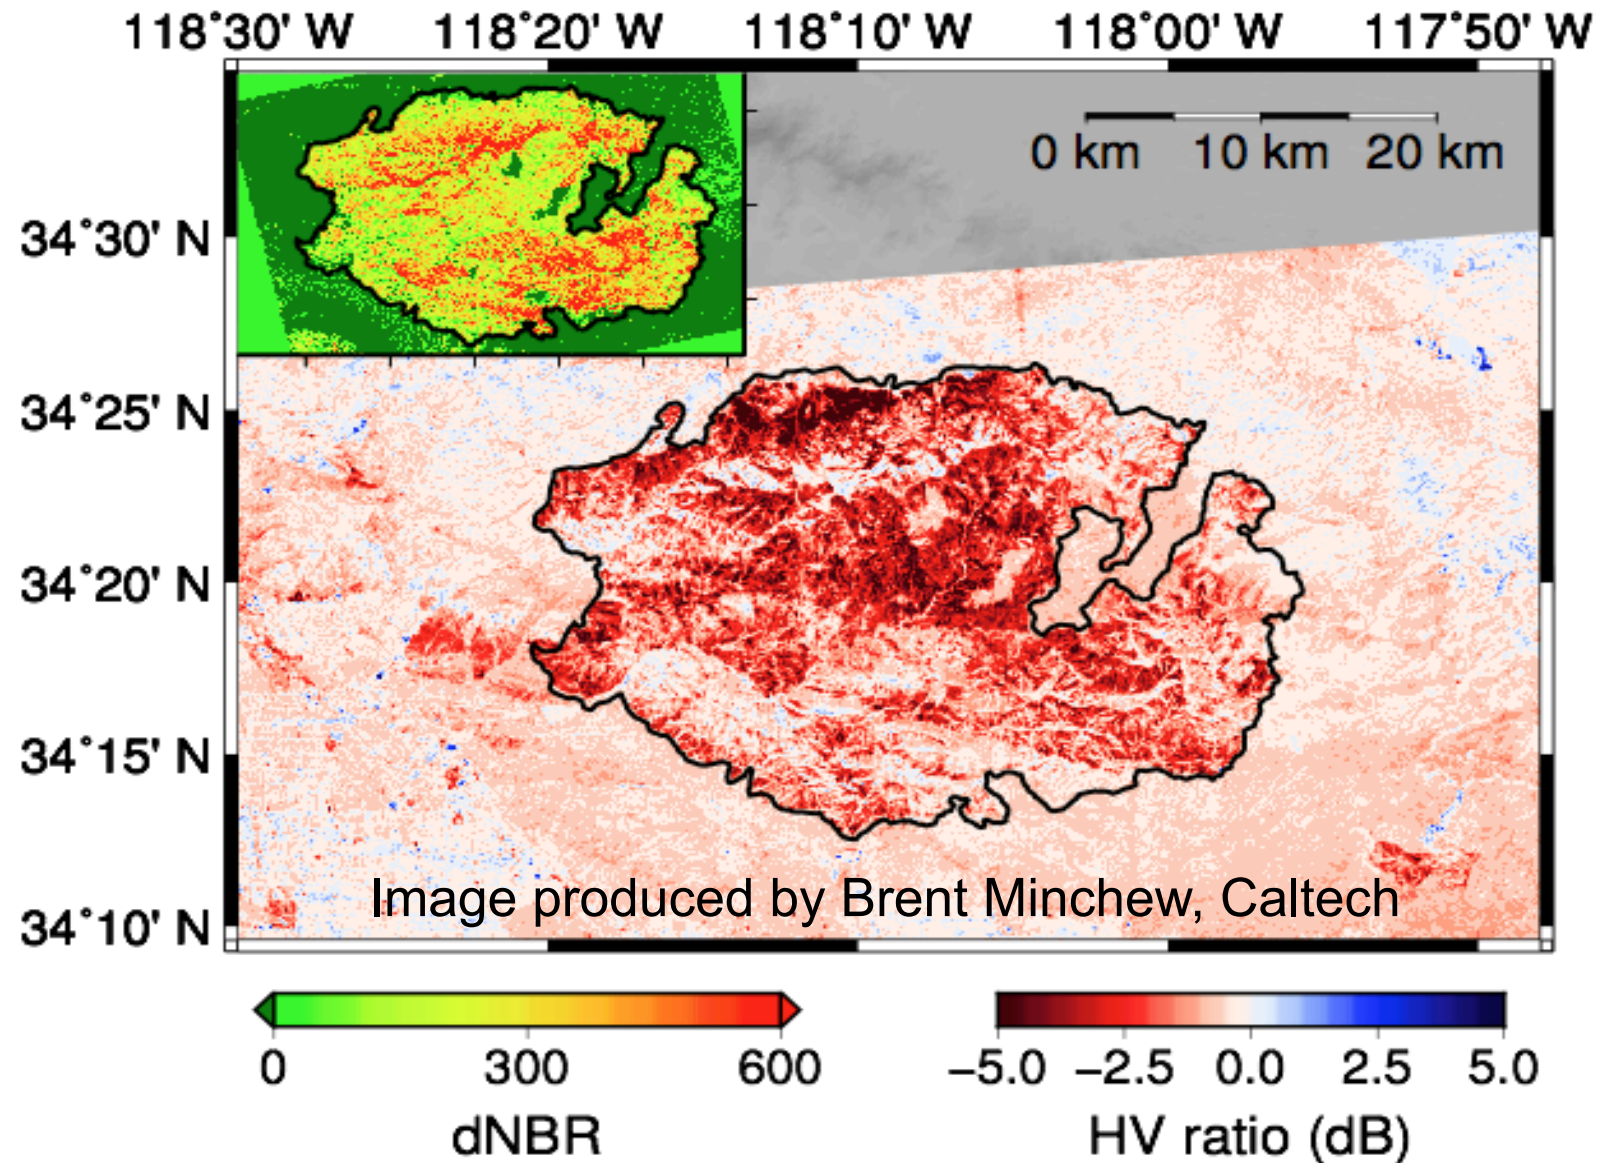 118°30' W 118°20' W 118°10' W 118°00' W 117°50' W
0 km 10 km 20 km
34°30' N
34°25' N
34°20' N
34°15' N
34°10' N
Image produced by Brent Minchew, Caltech
0 300 600
dNBR
−5.0 −2.5 0.0 2.5 5.0
HV ratio (dB)